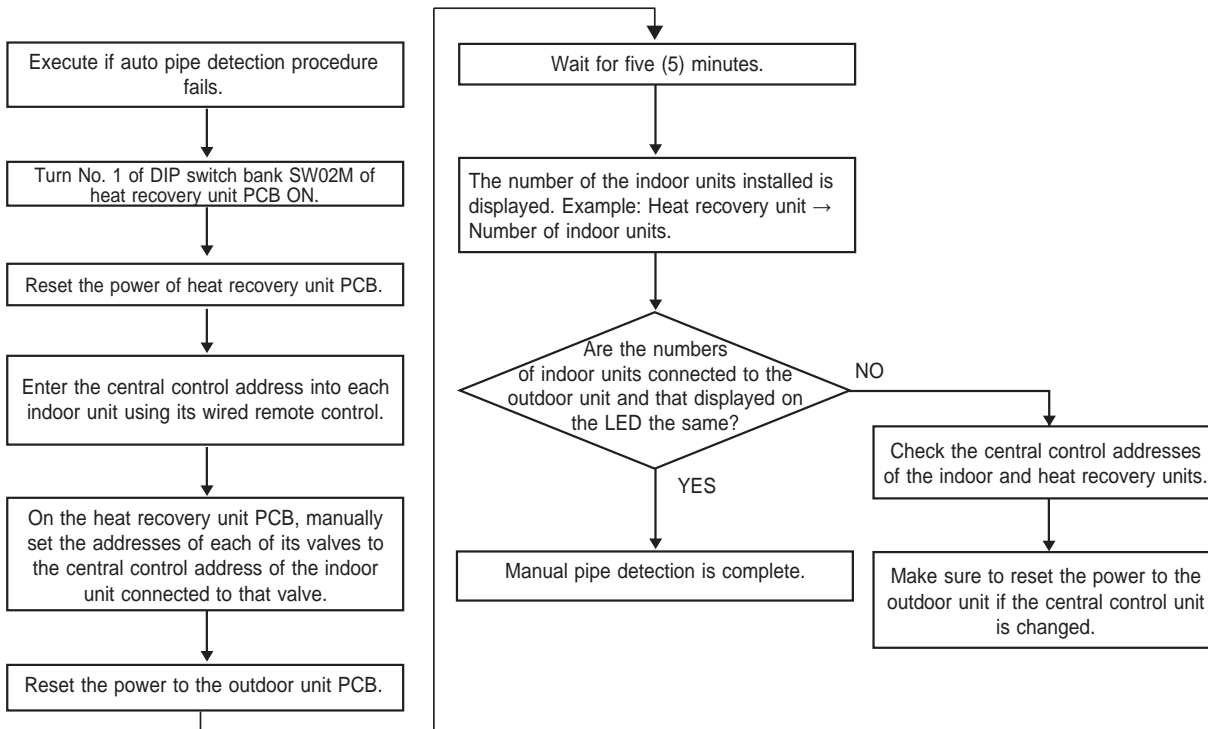 Execute if auto pipe detection procedure
fails.
Turn No. 1 of DIP switch bank SW02M of
heat recovery unit PCB ON.
Reset the power of heat recovery unit PCB.
Enter the central control address into each
indoor unit using its wired remote control.
On the heat recovery unit PCB, manually
set the addresses of each of its valves to
the central control address of the indoor
unit connected to that valve.
Reset the power to the outdoor unit PCB.
Wait for five (5) minutes.
The number of the indoor units installed is
displayed. Example: Heat recovery unit →
Number of indoor units.
Are the numbers
of indoor units connected to the
outdoor unit and that displayed on
the LED the same?
NO
YES
Manual pipe detection is complete.
Check the central control addresses
of the indoor and heat recovery units.
Make sure to reset the power to the
outdoor unit if the central control unit
is changed.